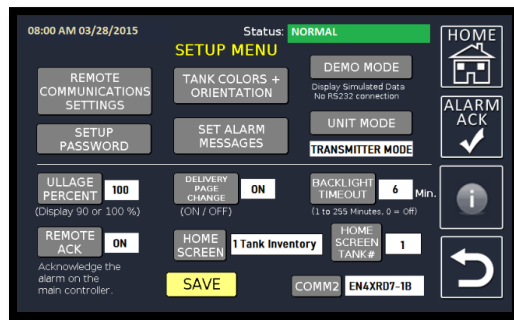 08:00 AM 03/28/2015
Status: NORMAL
SETUP MENU
HOME
REMOTE
COMMUNICATIONS
SETTINGS
TANK COLORS +
ORIENTATION
DEMO MODE
Display Simulated Data
No RS232 connection
ALARM
ACK
SETUP
PASSWORD
SET ALARM
MESSAGES
UNIT MODE
TRANSMITTER MODE
ULLAGE
PERCENT
100
(Display 90 or 100 %)
DELIVERY
PAGE
CHANGE
ON
(ON / OFF)
BACKLIGHT
TIMEOUT
6 Min.
(1 to 255 Minutes, 0 = Off)
i
REMOTE
ACK
ON
Acknowledge the
alarm on the
main controller.
HOME
SCREEN
1 Tank Inventory
HOME
SCREEN
TANK#
1
SAVE
COMM2 EN4XRD7-1B